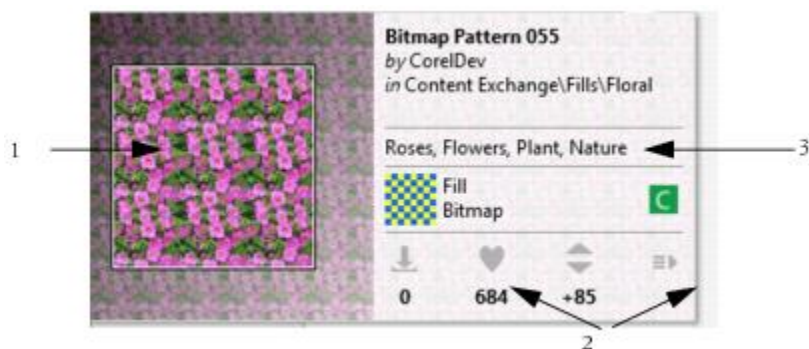 Bitmap Pattern 055
by CorelDev
in Content Exchange\Fills\Floral
1
Roses, Flowers, Plant, Nature
3
Fill
Bitmap
C
0
684
+85
2